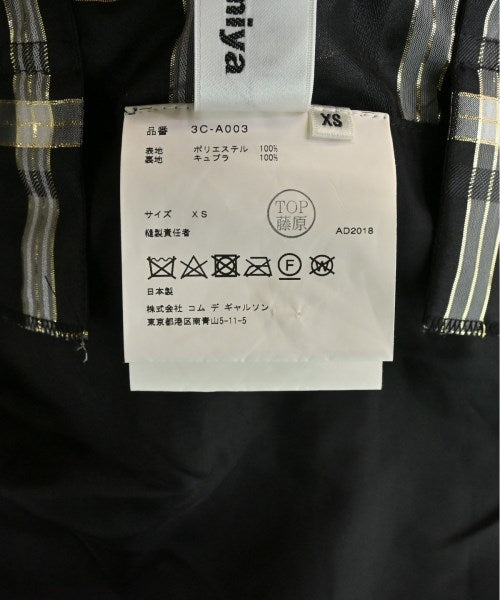 miya
XS
品番 3C-A003
表地 ポリエステル 100%
裏地 キュプラ 100%
TOP
藤原
サイズ XS
縫製責任者 AD2018
F
W
日本製
株式会社 コム デ ギャルソン
東京都港区南青山5-11-5